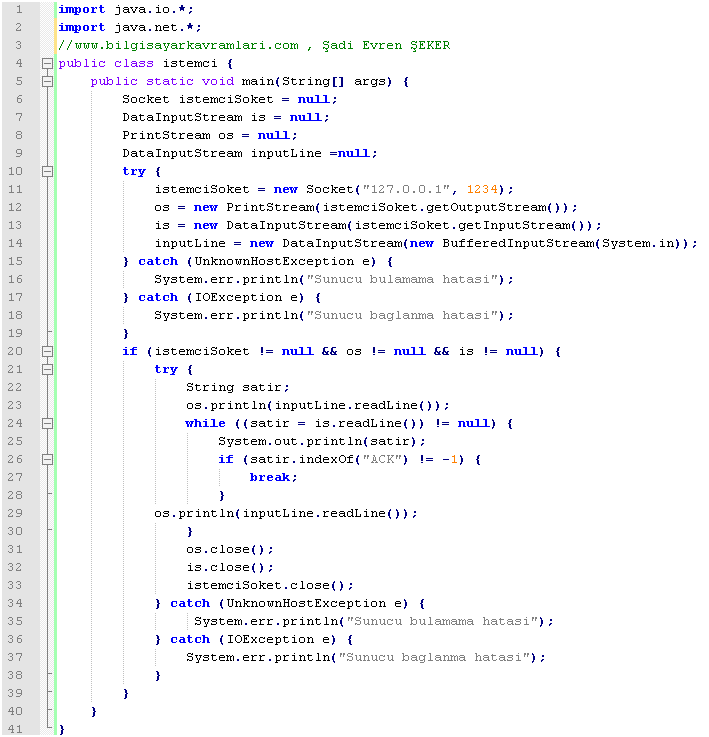 1 import java.io.*;
2 import java.net.*;
3 //www.bilgisayarkavramlari.com , Şadi Evren ŞEKER
4 public class istemci {
5     public static void main(String[] args) {
6         Socket istemciSoket = null;
7         DataInputStream is = null;
8         PrintStream os = null;
9         DataInputStream inputLine =null;
10         try {
11             istemciSoket = new Socket("127.0.0.1", 1234);
12             os = new PrintStream(istemciSoket.getOutputStream());
13             is = new DataInputStream(istemciSoket.getInputStream());
14             inputLine = new DataInputStream(new BufferedInputStream(System.in));
15         } catch (UnknownHostException e) {
16             System.err.println("Sunucu bulamama hatasi");
17         } catch (IOException e) {
18             System.err.println("Sunucu baglanma hatasi");
19         }
20         if (istemciSoket != null && os != null && is != null) {
21             try {
22                 String satir;
23                 os.println(inputLine.readLine());
24                 while ((satir = is.readLine()) != null) {
25                     System.out.println(satir);
26                     if (satir.indexOf("ACK") != -1) {
27                         break;
28                     }
29             os.println(inputLine.readLine());
30                 }
31                 os.close();
32                 is.close();
33                 istemciSoket.close();
34             } catch (UnknownHostException e) {
35                  System.err.println("Sunucu bulamama hatasi");
36             } catch (IOException e) {
37                 System.err.println("Sunucu baglanma hatasi");
38             }
39         }
40     }
41 }